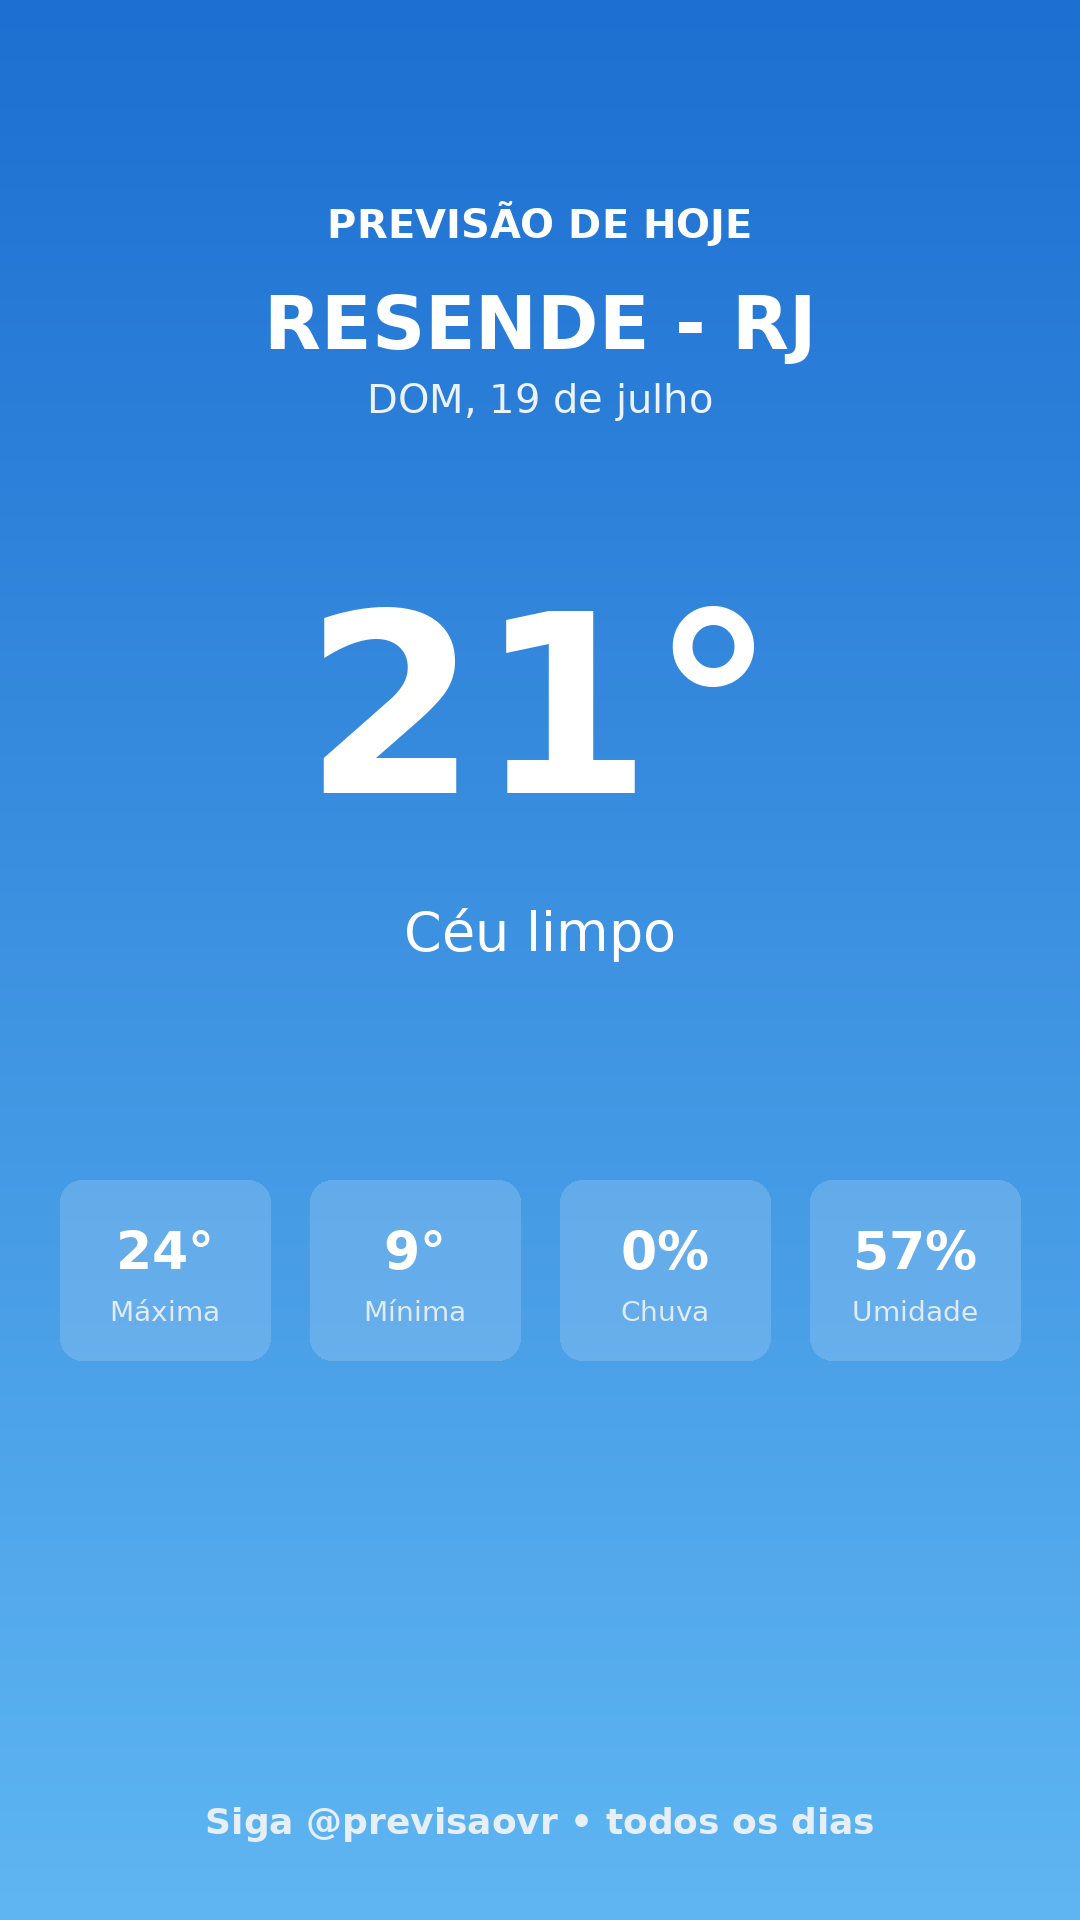 PREVISÃO DE HOJE
RESENDE - RJ
DOM, 19 de julho
21°
Céu limpo
24° 9° 0% 57%
Máxima Mínima Chuva Umidade
Siga @previsaovr • todos os dias